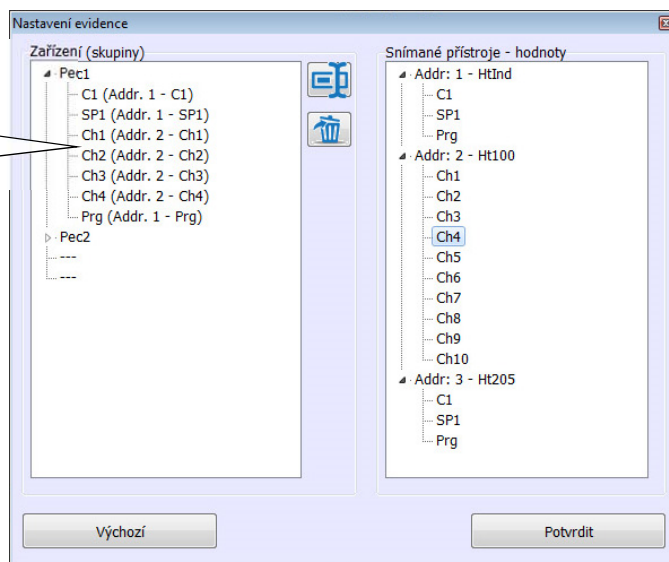 Nastavení evidence
Zařízení (skupiny)
Pec1
C1 (Addr. 1 - C1)
SP1 (Addr. 1 - SP1)
Ch1 (Addr. 2 - Ch1)
Ch2 (Addr. 2 - Ch2)
Ch3 (Addr. 2 - Ch3)
Ch4 (Addr. 2 - Ch4)
Prg (Addr. 1 - Prg)
Pec2
---
---
Snímané přístroje - hodnoty
Addr: 1 - HtInd
C1
SP1
Prg
Addr: 2 - Ht100
Ch1
Ch2
Ch3
Ch4
Ch5
Ch6
Ch7
Ch8
Ch9
Ch10
Addr: 3 - Ht205
C1
SP1
Prg
Výchozí
Potvrdit